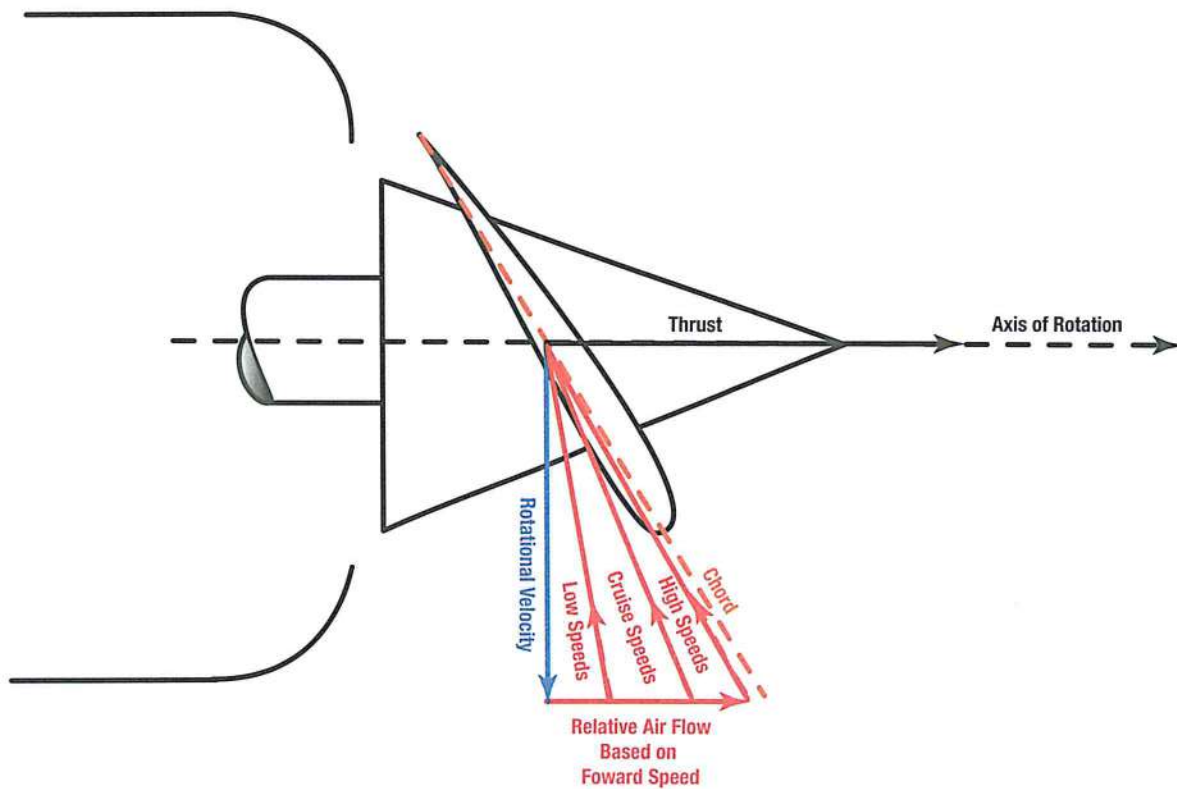 Thrust
Axis of Rotation
Rotational Velocity
Low Speeds
Cruise Speeds
High Speeds
Chord
Relative Air Flow
Based on
Foward Speed